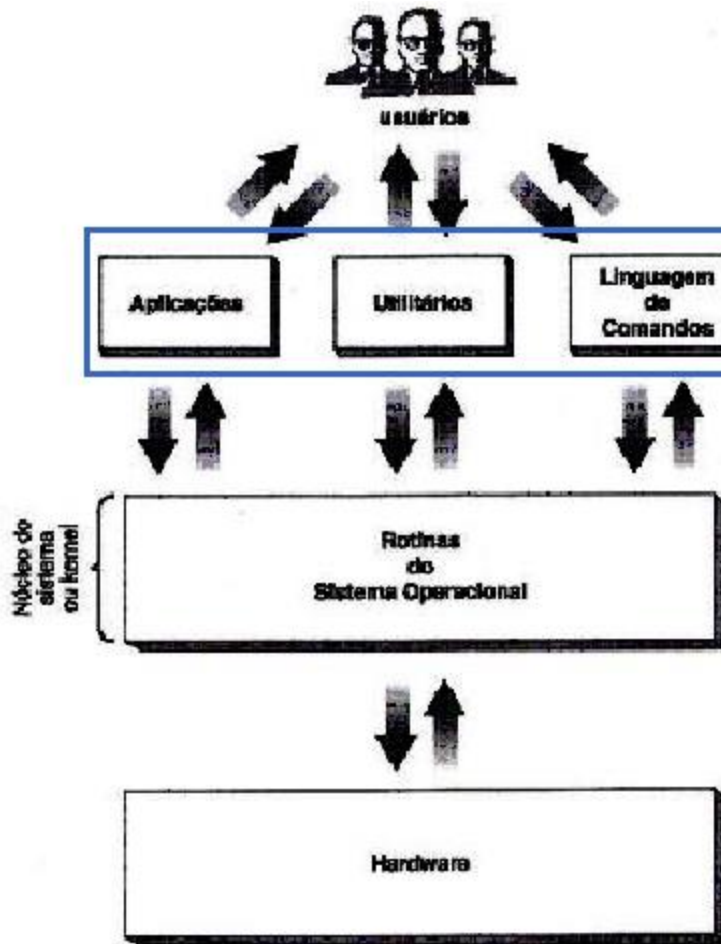 usuários
Aplicações
Utilitários
Linguagem
de
Comandos
Núcleo do
sistema
ou kernel
Rotinas
do
Sistema Operacional
Hardware